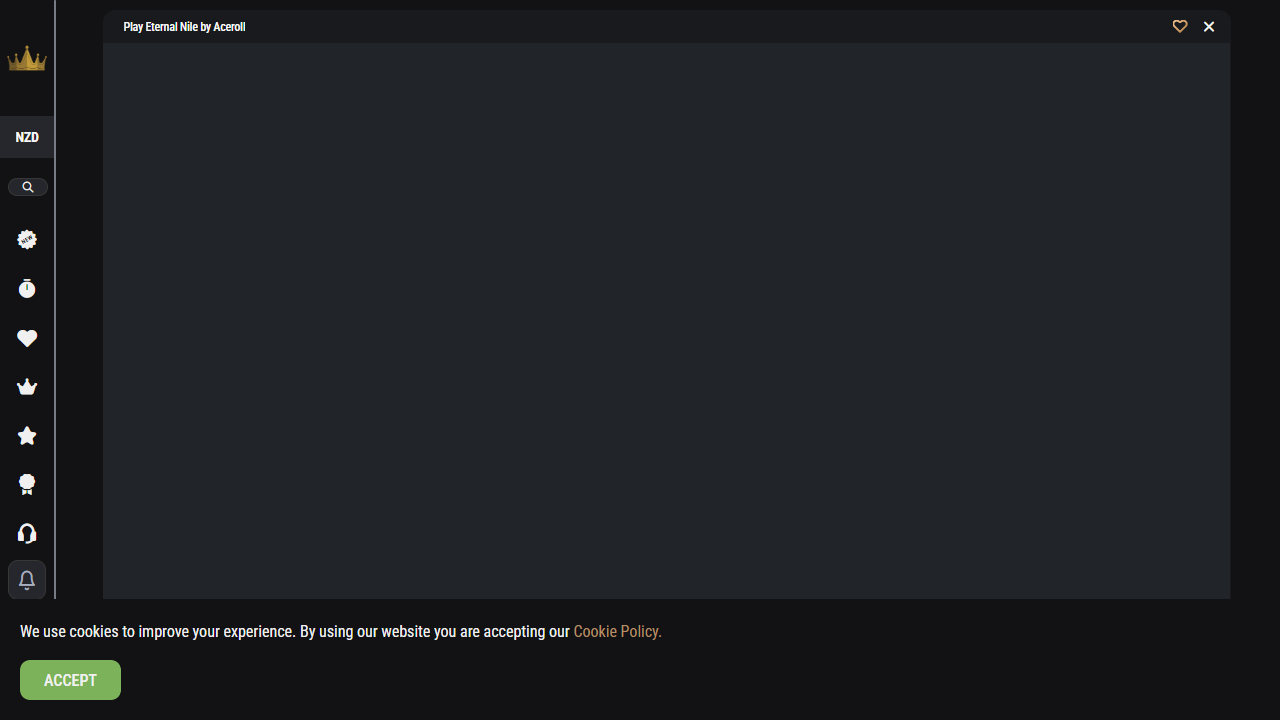 Play Eternal Nile by Aceroll
NZD
NEW
We use cookies to improve your experience. By using our website you are accepting our Cookie Policy.
ACCEPT